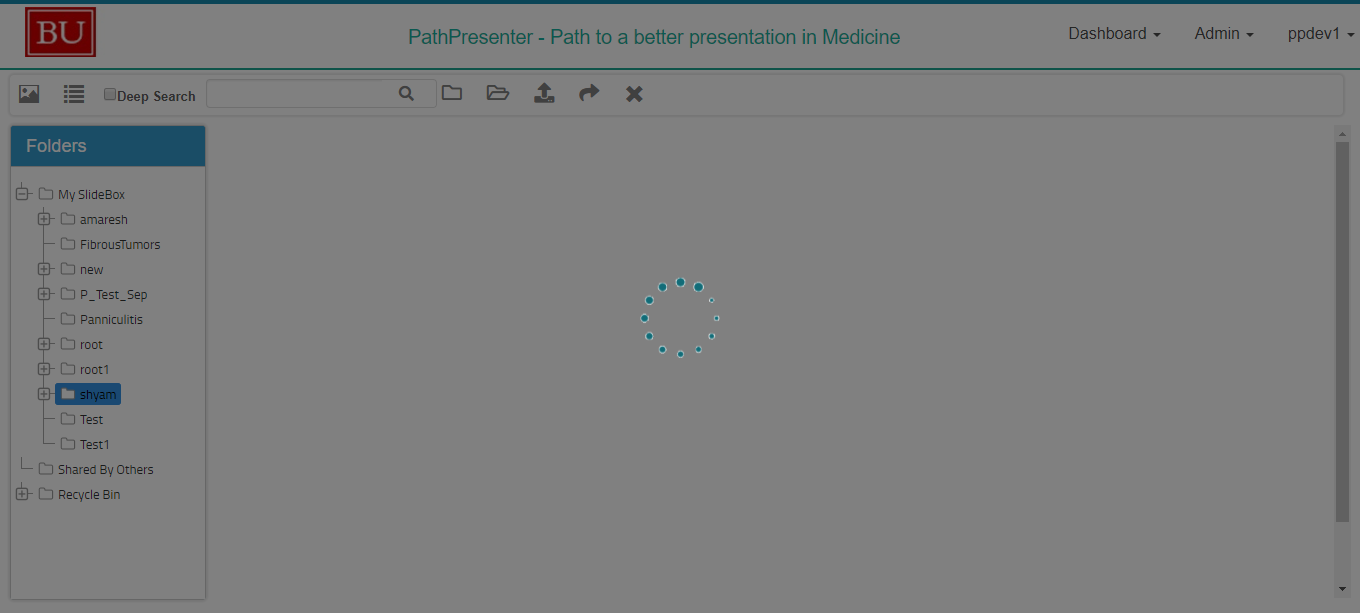 BU
PathPresenter - Path to a better presentation in Medicine
Dashboard
Admin
ppdev1
Deep Search
Folders
My SlideBox
amaresh
FibrousTumors
new
P_Test_Sep
Panniculitis
root
root1
shyam
Test
Test1
Shared By Others
Recycle Bin